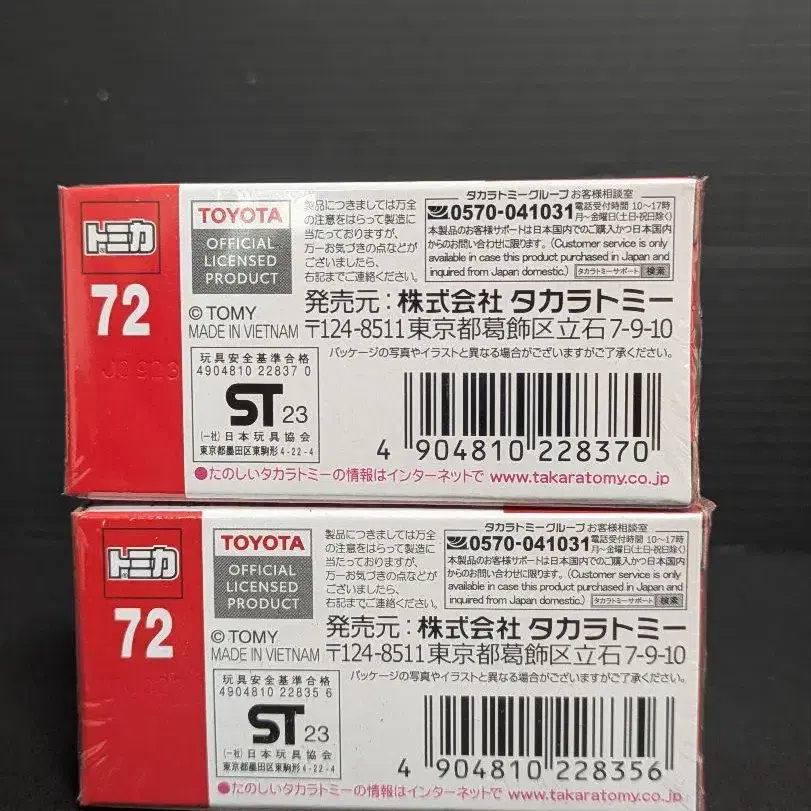 トミカ
72
TOYOTA
OFFICIAL
LICENSED
PRODUCT
© TOMY
MADE IN VIETNAM
製品につきましては万全
の注意をはらって製造に
当たっておりますが、
万一お気づきの点などが
ございましたら、
右記までご連絡ください。
タカラトミーグループ お客様相談室
0570-041031 電話受付時間 10〜17時
月〜金曜日(土日・祝日除く)
本製品のお客様サポートは日本国内でのご購入かつ日本国内
からのお問い合わせに限ります。(Customer service is only
available in case this product purchased in Japan and
inquired from Japan domestic.) タカラトミーサポート 検索
発売元:株式会社 タカラトミー
〒124-8511 東京都葛飾区立石7-9-10
パッケージの写真やイラストと異なる場合がございますがご了承ください。
玩具安全基準合格
4904810 22837 0
ST 23
(一社)日本玩具協会
東京都墨田区東駒形4-22-4
4 904810 228370
●たのしいタカラトミーの情報はインターネットで www.takaratomy.co.jp
トミカ
72
TOYOTA
OFFICIAL
LICENSED
PRODUCT
© TOMY
MADE IN VIETNAM
製品につきましては万全
の注意をはらって製造に
当たっておりますが、
万一お気づきの点などが
ございましたら、
右記までご連絡ください。
タカラトミーグループ お客様相談室
0570-041031 電話受付時間 10〜17時
月〜金曜日(土日・祝日除く)
本製品のお客様サポートは日本国内でのご購入かつ日本国内
からのお問い合わせに限ります。(Customer service is only
available in case this product purchased in Japan and
inquired from Japan domestic.) タカラトミーサポート 検索
発売元:株式会社 タカラトミー
〒124-8511 東京都葛飾区立石7-9-10
パッケージの写真やイラストと異なる場合がございますがご了承ください。
玩具安全基準合格
4904810 22835 6
ST 23
(一社)日本玩具協会
東京都墨田区東駒形4-22-4
4 904810 228356
●たのしいタカラトミーの情報はインターネットで www.takaratomy.co.jp